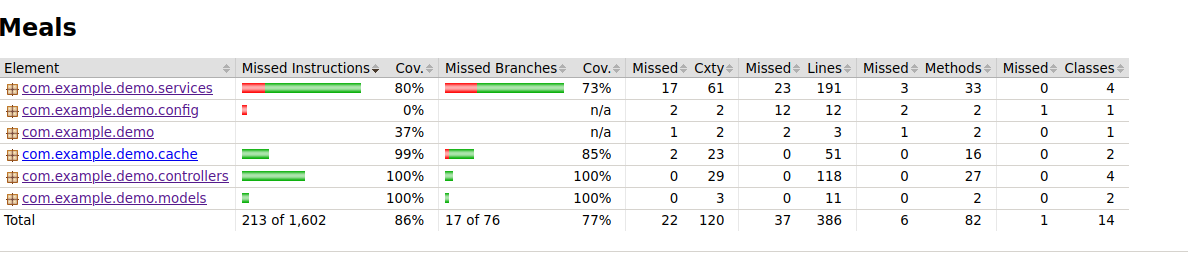 Meals
Element Missed Instructions Cov. Missed Branches Cov. Missed Cxty Missed Lines Missed Methods Missed Classes
com.example.demo.services 80% 73% 17 61 23 191 3 33 0 4
com.example.demo.config 0% n/a 2 2 12 12 2 2 1 1
com.example.demo 37% n/a 1 2 2 3 1 2 0 1
com.example.demo.cache 99% 85% 2 23 0 51 0 16 0 2
com.example.demo.controllers 100% 100% 0 29 0 118 0 27 0 4
com.example.demo.models 100% 100% 0 3 0 11 0 2 0 2
Total 213 of 1,602 86% 17 of 76 77% 22 120 37 386 6 82 1 14